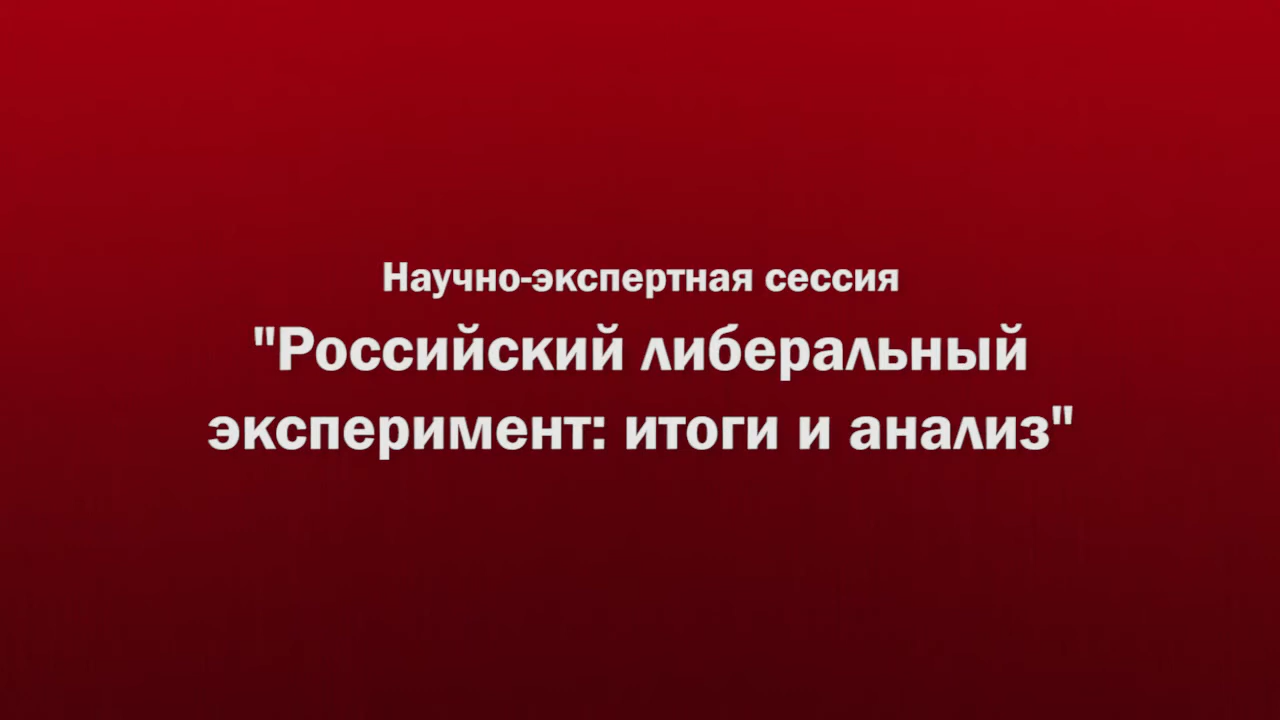 Научно-экспертная сессия
"Российский либеральный
эксперимент: итоги и анализ"